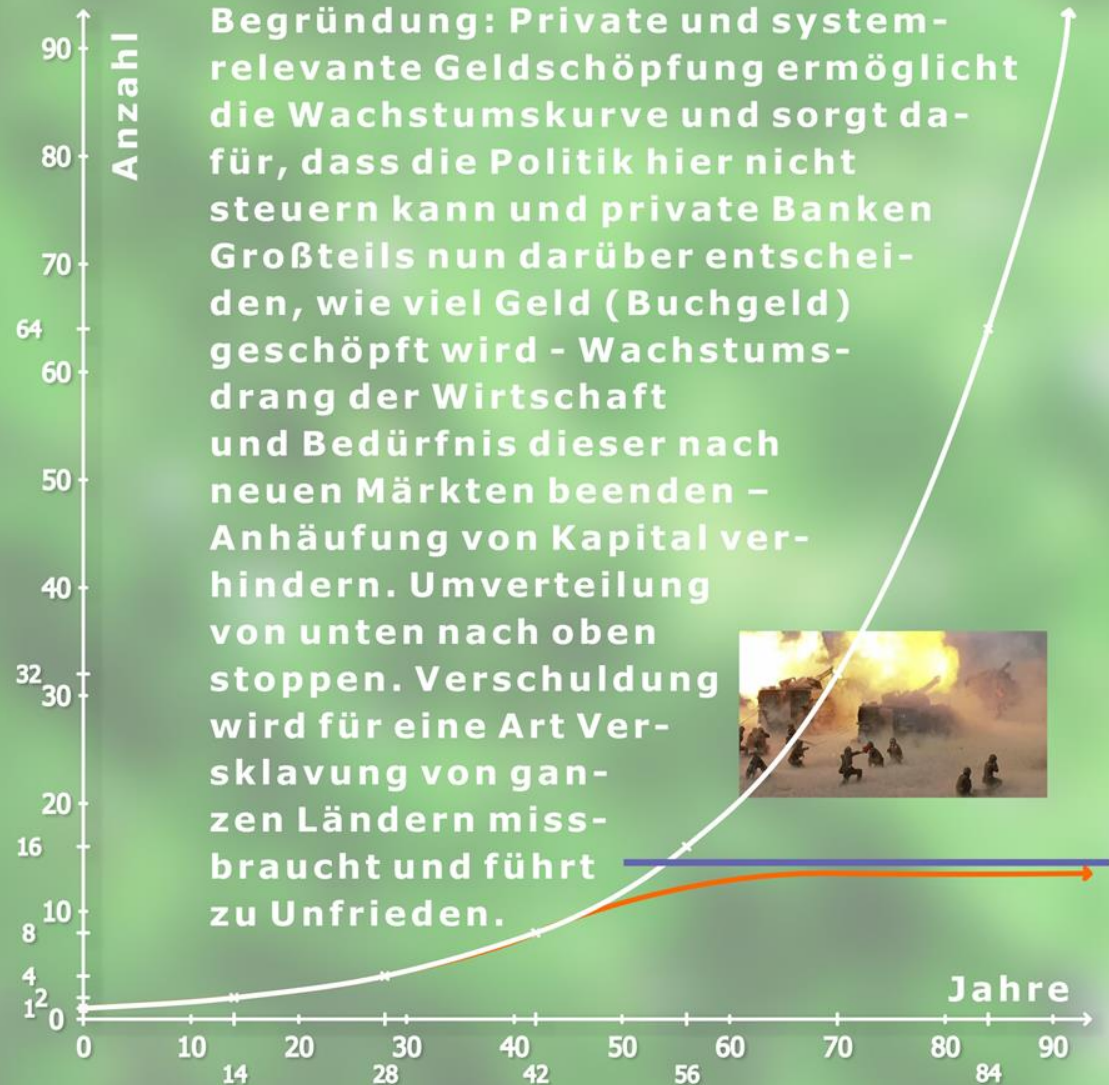 Begründung: Private und system-
relevante Geldschöpfung ermöglicht
die Wachstumskurve und sorgt da-
für, dass die Politik hier nicht
steuern kann und private Banken
Großteils nun darüber entschei-
den, wie viel Geld (Buchgeld)
geschöpft wird - Wachstums-
drang der Wirtschaft
und Bedürfnis dieser nach
neuen Märkten beenden –
Anhäufung von Kapital ver-
hindern. Umverteilung
von unten nach oben
stoppen. Verschuldung
wird für eine Art Ver-
sklavung von gan-
zen Ländern miss-
braucht und führt
zu Unfrieden.
Anzahl
90
80
70
64
60
50
40
32
30
20
16
10
8
4
2
1
0
Jahre
0 10 20 30 40 50 60 70 80 90
14 28 42 56 84